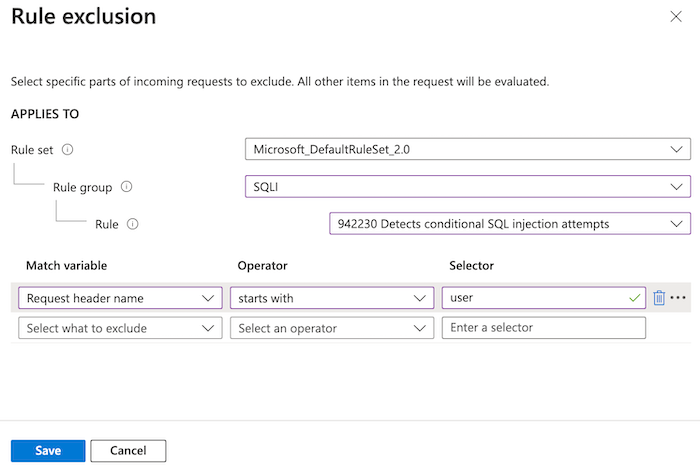 Rule exclusion
Select specific parts of incoming requests to exclude. All other items in the request will be evaluated.
APPLIES TO
Rule set Microsoft_DefaultRuleSet_2.0
Rule group SQLI
Rule 942230 Detects conditional SQL injection attempts
Match variable Operator Selector
Request header name starts with user
Select what to exclude Select an operator Enter a selector
Save Cancel